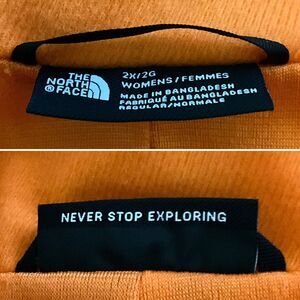 THE
NORTH
FACE®
2X/2G
WOMENS/FEMMES
MADE IN BANGLADESH
FABRIQUÉ AU BANGLADESH
REGULAR/NORMALE
NEVER STOP EXPLORING